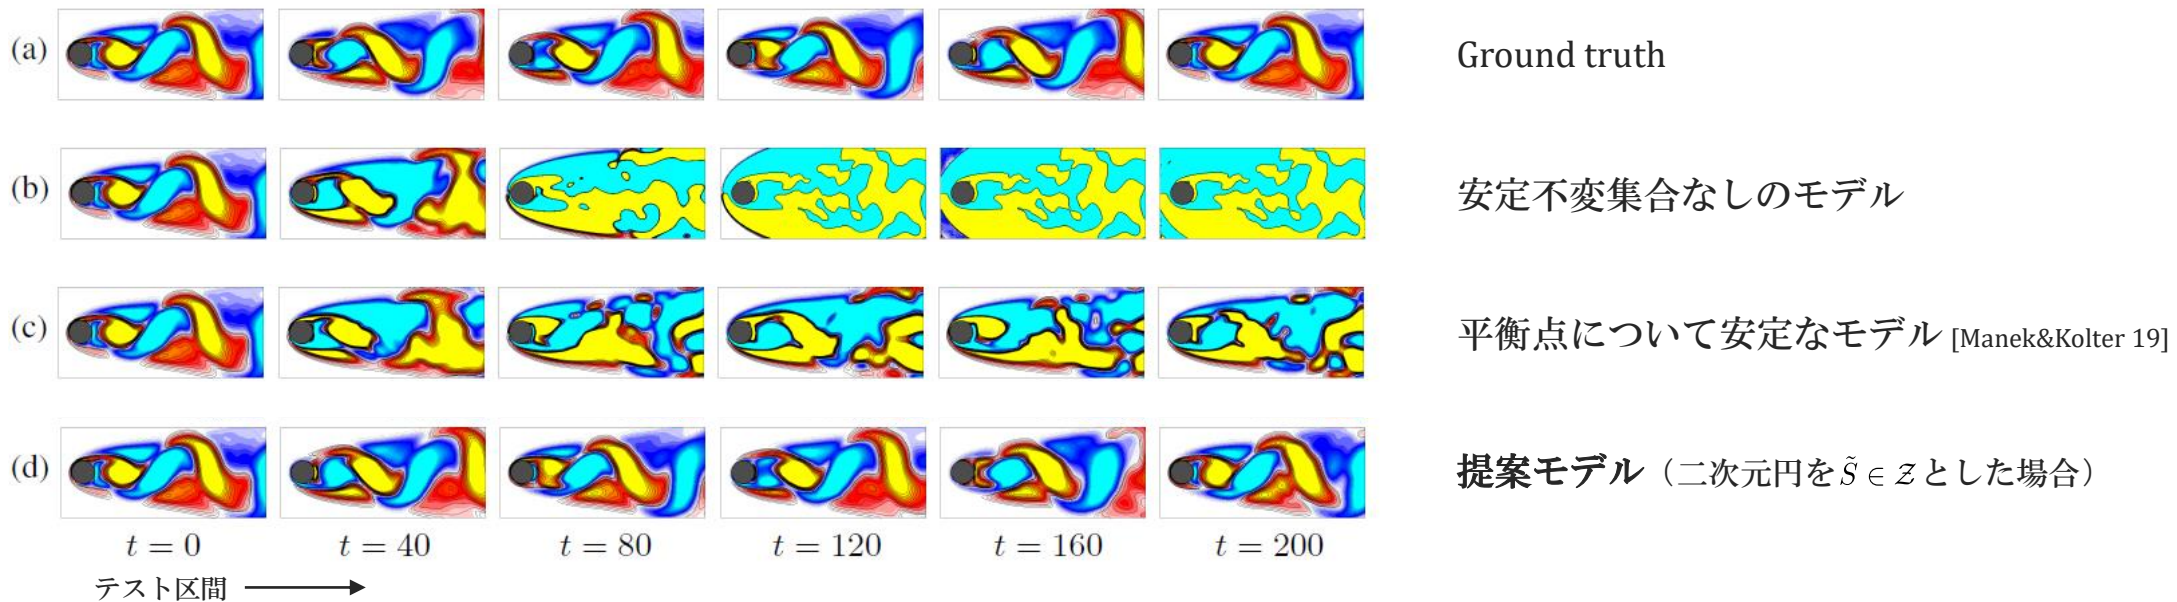 (a) Ground truth
(b) 安定不変集合なしのモデル
(c) 平衡点について安定なモデル [Manek&Kolter 19]
(d) 提案モデル（二次元円を S̃ ∈ 𝒵 とした場合）
t = 0 t = 40 t = 80 t = 120 t = 160 t = 200
テスト区間